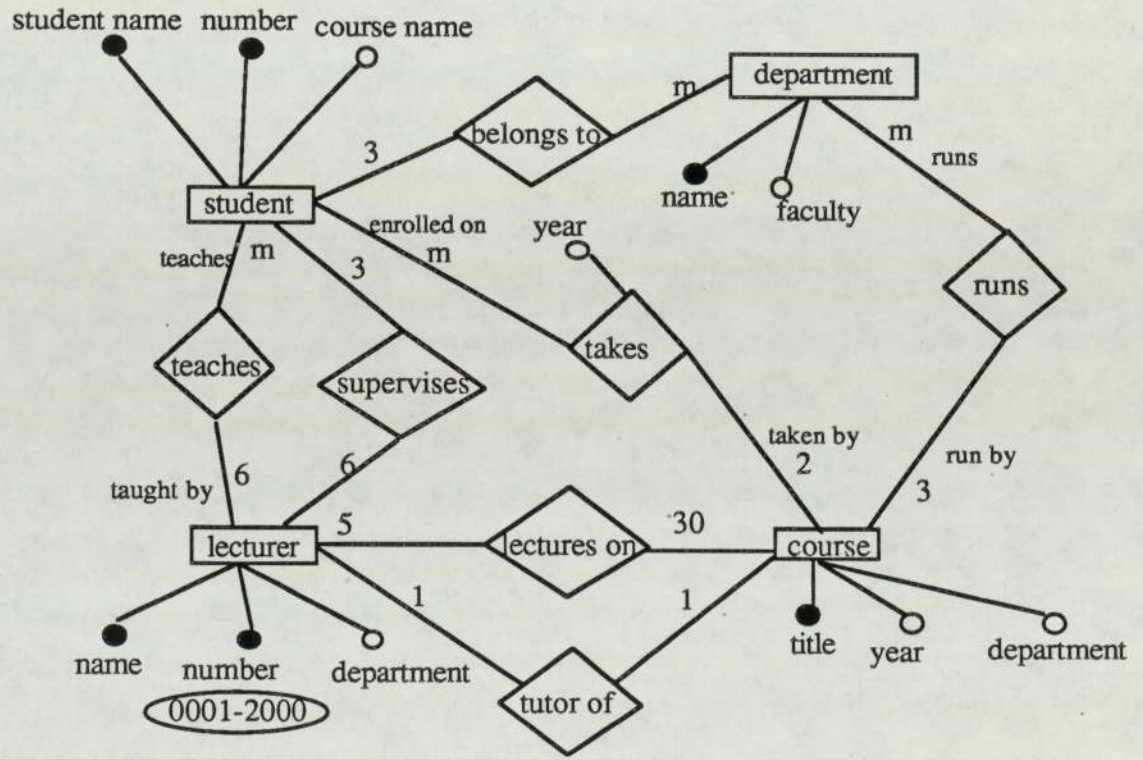 student name
number
course name
department
m
belongs to
3
m
runs
name
faculty
student
enrolled on
m
year
teaches
m
3
runs
teaches
supervises
takes
taken by
2
run by
3
taught by
6
6
5
30
lecturer
lectures on
course
1
1
name
number
department
title
year
department
0001-2000
tutor of